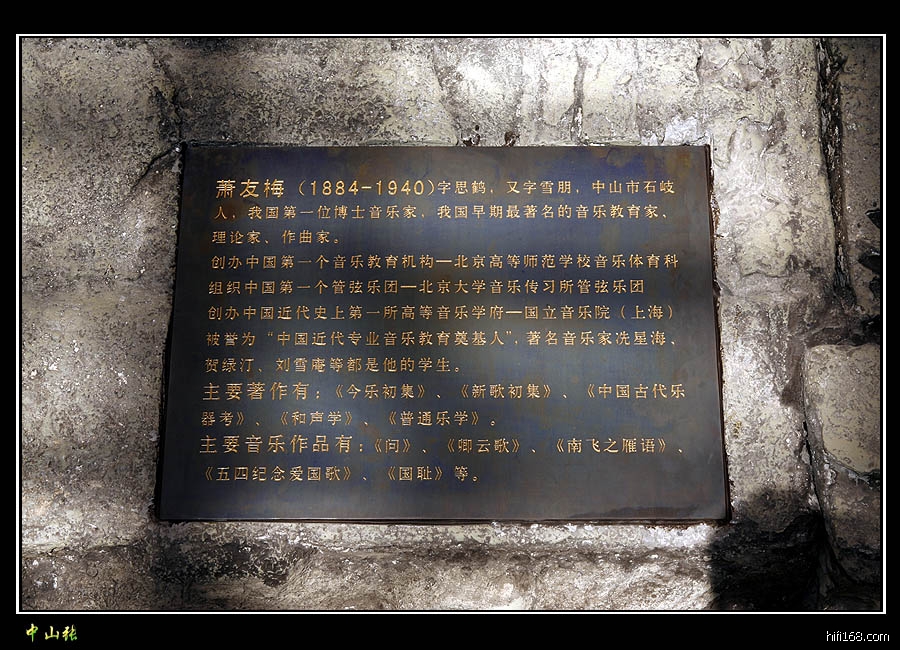 萧友梅（1884-1940)字思鹤，又字雪朋，中山市石岐
人，我国第一位博士音乐家，我国早期最著名的音乐教育家、
理论家、作曲家。
创办中国第一个音乐教育机构—北京高等师范学校音乐体育科
组织中国第一个管弦乐团—北京大学音乐传习所管弦乐团
创办中国近代史上第一所高等音乐学府—国立音乐院（上海）
被誉为“中国近代专业音乐教育奠基人”，著名音乐家冼星海、
贺绿汀、刘雪庵等都是他的学生。
主要著作有：《今乐初集》、《新歌初集》、《中国古代乐
器考》、《和声学》、《普通乐学》。
主要音乐作品有：《问》、《卿云歌》、《南飞之雁语》、
《五四纪念爱国歌》、《国耻》等。
中山张
hifi168.com